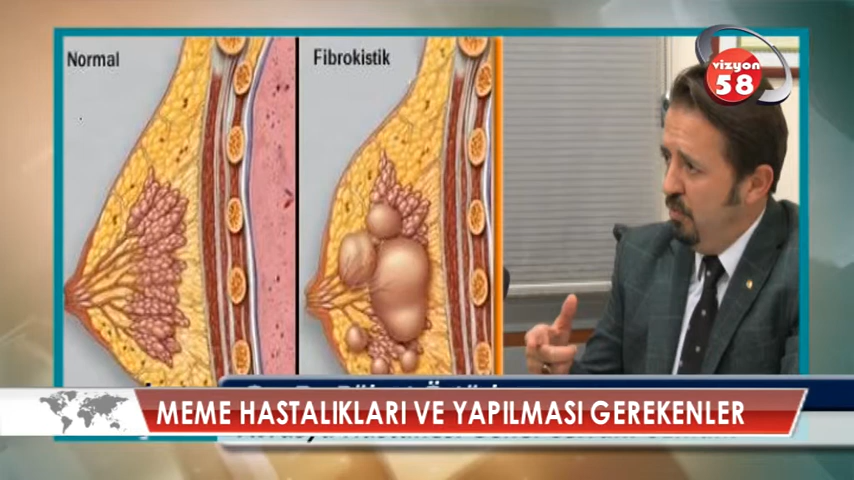 Normal
Fibrokistik
vizyon
58
MEME HASTALIKLARI VE YAPILMASI GEREKENLER